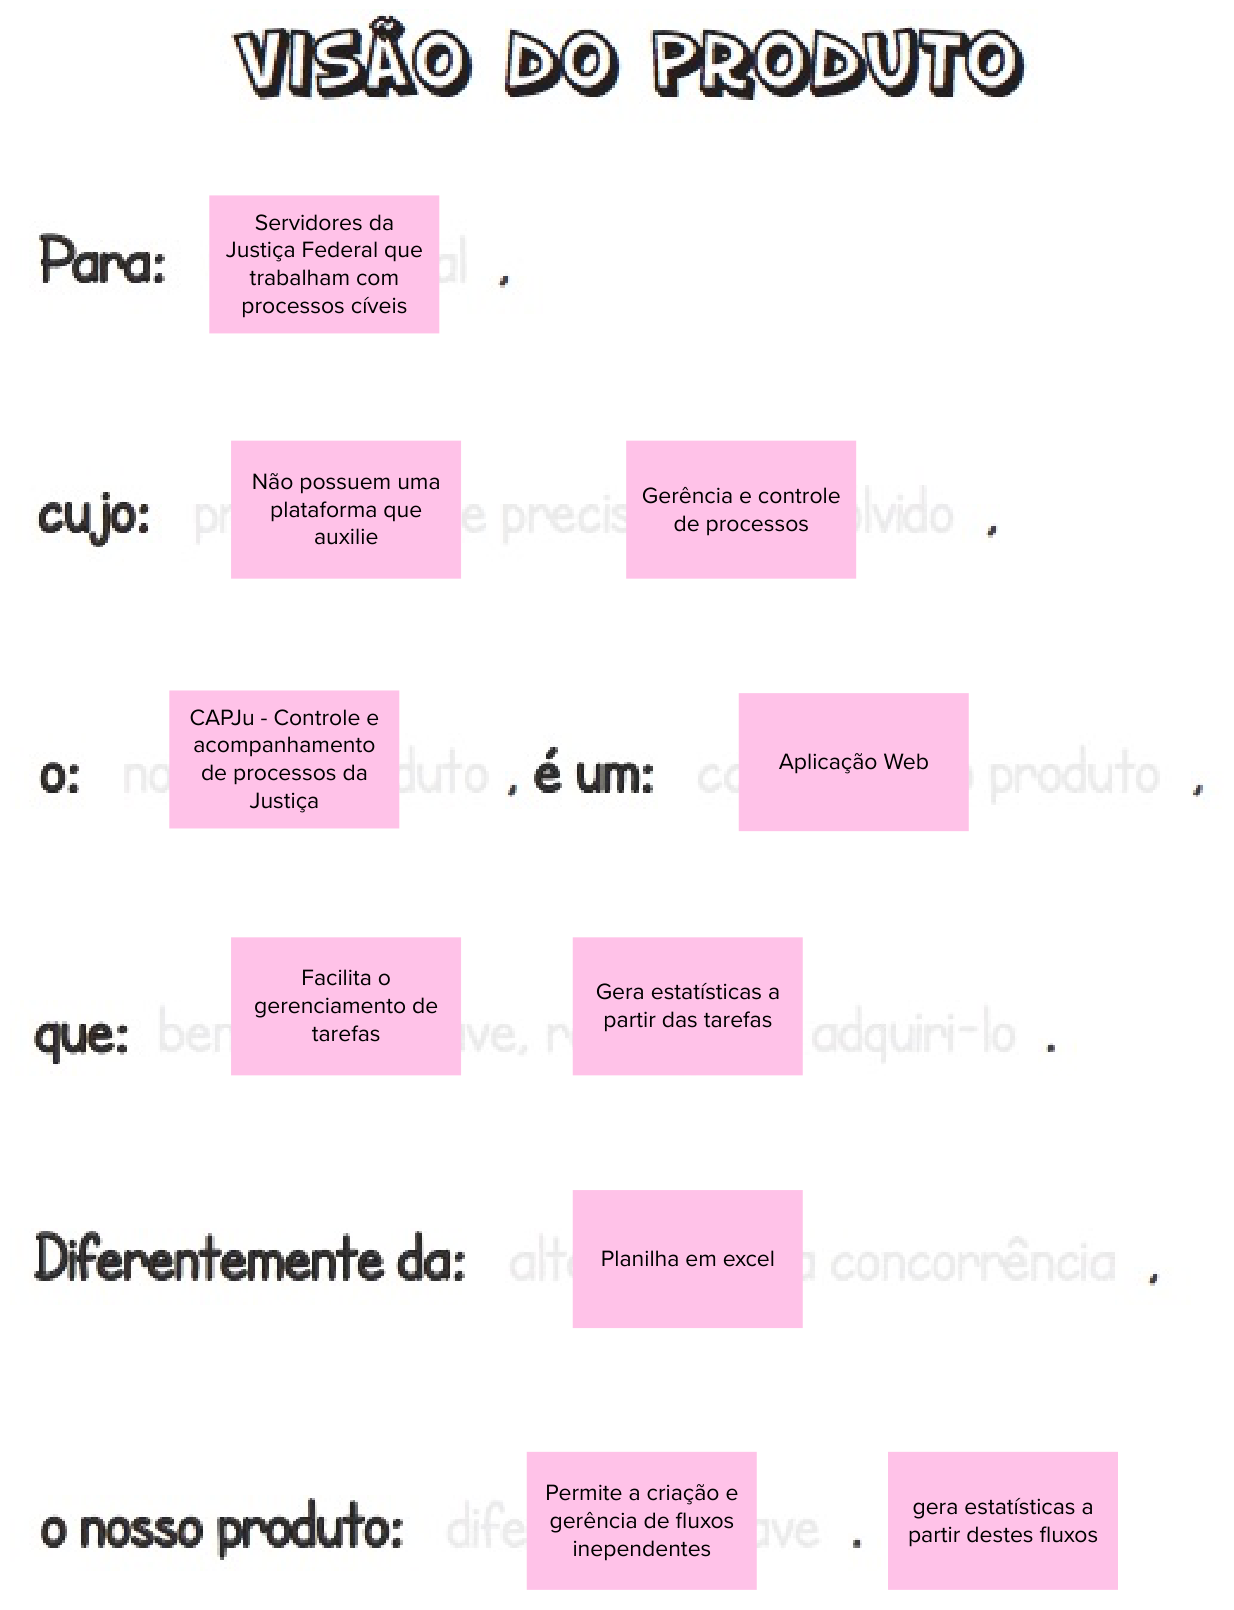 VISÃO DO PRODUTO
Servidores da
Justiça Federal que
trabalham com
processos cíveis
Para: al ,
Não possuem uma
plataforma que
auxilie
Gerência e controle
de processos
cujo: pr e precis lvido ,
CAPJu - Controle e
acompanhamento
de processos da
Justiça
Aplicação Web
o: no duto , é um: produto ,
Facilita o
gerenciamento de
tarefas
Gera estatísticas a
partir das tarefas
que: ben ve, r adquiri-lo .
Planilha em excel
Diferentemente da: alt a concorrência ,
Permite a criação e
gerência de fluxos
inependentes
gera estatísticas a
partir destes fluxos
o nosso produto: dife ave .